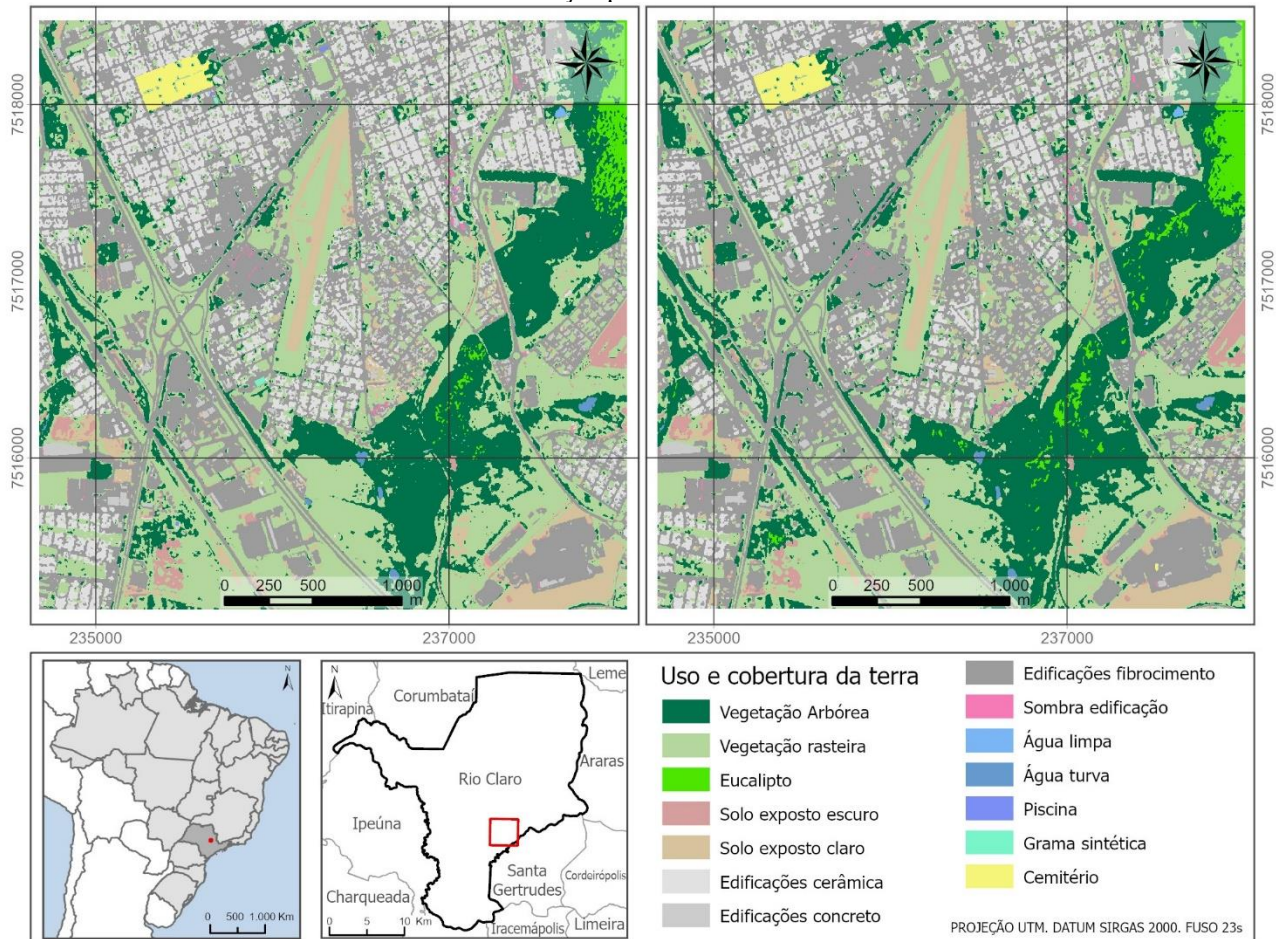 7518000
7517000
7516000
0 250 500 1.000
m
235000
237000
7518000
7517000
7516000
0 250 500 1.000
m
235000
237000
N
0 500 1.000 Km
N
Leme
Corumbataí
Itirapina
Araras
Rio Claro
Ipeúna
Santa
Gertrudes
Cordeirópolis
Charqueada
0 5 10 Km
Iracemápolis
Limeira
Uso e cobertura da terra
Vegetação Arbórea
Vegetação rasteira
Eucalipto
Solo exposto escuro
Solo exposto claro
Edificações cerâmica
Edificações concreto
Edificações fibrocimento
Sombra edificação
Água limpa
Água turva
Piscina
Grama sintética
Cemitério
PROJEÇÃO UTM. DATUM SIRGAS 2000. FUSO 23s